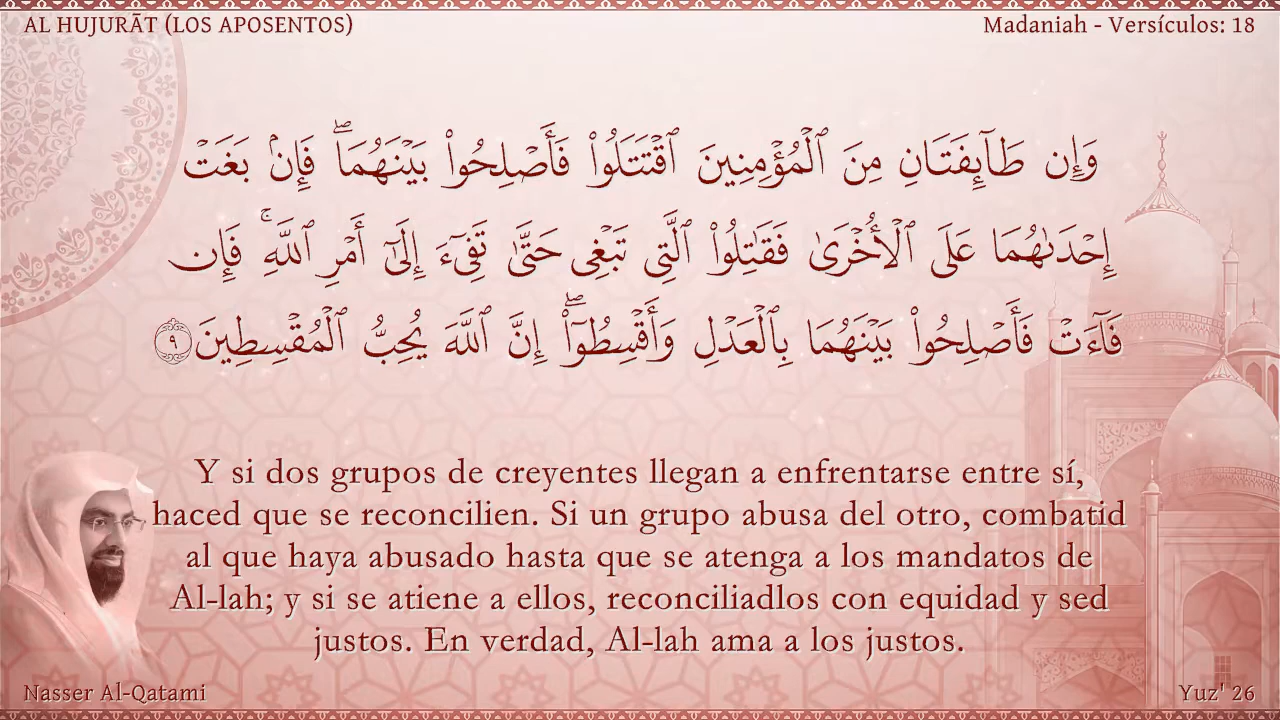 AL HUJURĀT (LOS APOSENTOS)
Madaniah - Versículos: 18
وَإِن طَآئِفَتَانِ مِنَ ٱلْمُؤْمِنِينَ ٱقْتَتَلُوا۟ فَأَصْلِحُوا۟ بَيْنَهُمَا ۖ فَإِنۢ بَغَتْ
إِحْدَىٰهُمَا عَلَى ٱلْأُخْرَىٰ فَقَـٰتِلُوا۟ ٱلَّتِى تَبْغِى حَتَّىٰ تَفِىٓءَ إِلَىٰٓ أَمْرِ ٱللَّهِ ۚ فَإِن
فَآءَتْ فَأَصْلِحُوا۟ بَيْنَهُمَا بِٱلْعَدْلِ وَأَقْسِطُوٓا۟ ۖ إِنَّ ٱللَّهَ يُحِبُّ ٱلْمُقْسِطِينَ ٩
Y si dos grupos de creyentes llegan a enfrentarse entre sí,
haced que se reconcilien. Si un grupo abusa del otro, combatid
al que haya abusado hasta que se atenga a los mandatos de
Al-lah; y si se atiene a ellos, reconciliadlos con equidad y sed
justos. En verdad, Al-lah ama a los justos.
Nasser Al-Qatami
Yuz' 26